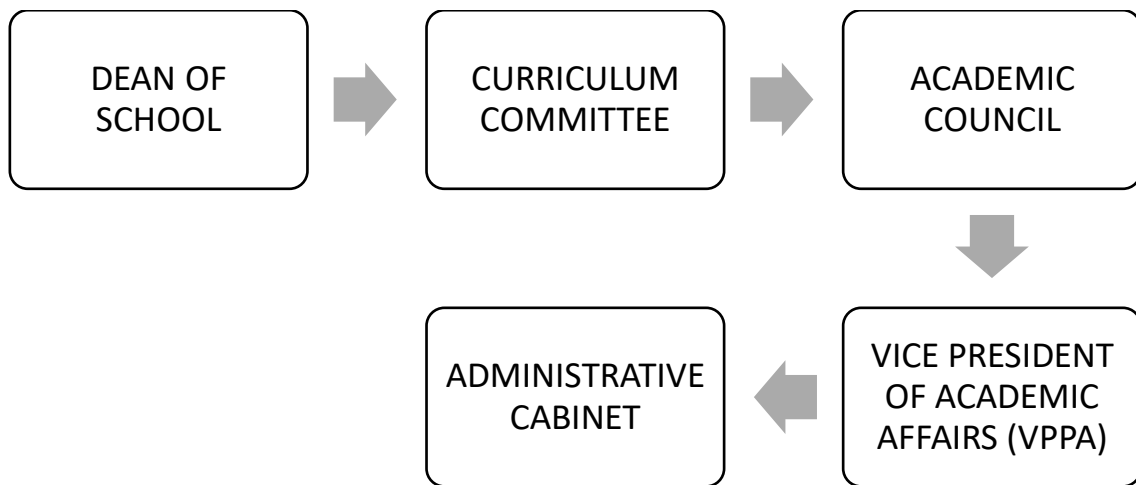 DEAN OF
SCHOOL
CURRICULUM
COMMITTEE
ACADEMIC
COUNCIL
VICE PRESIDENT
OF ACADEMIC
AFFAIRS (VPPA)
ADMINISTRATIVE
CABINET